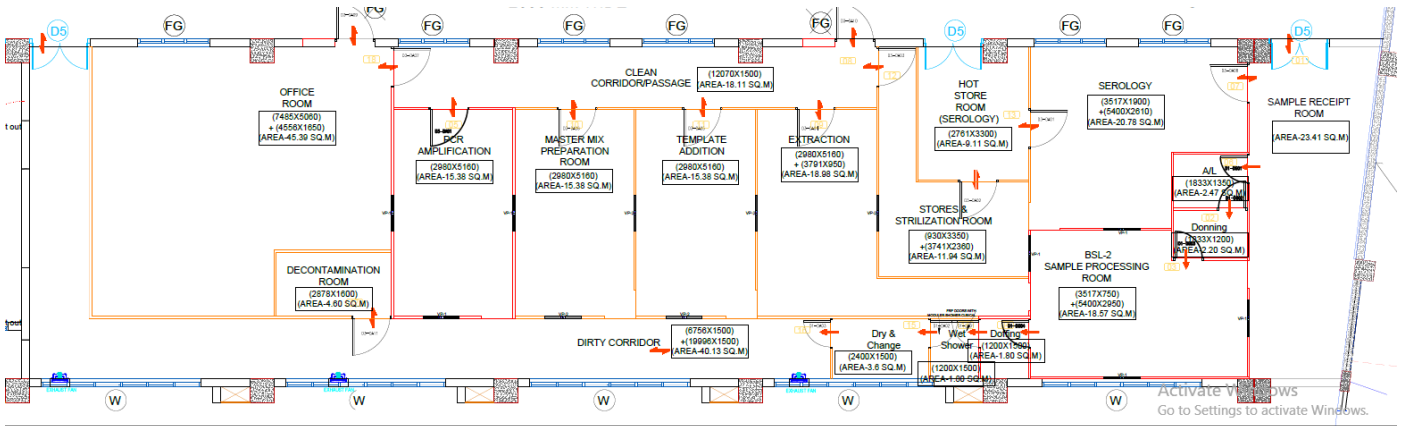 D5
FG
FG
FG
FG
FG
FG
D5
FG
FG
D5
CLEAN
CORRIDOR/PASSAGE
(12070X1500)
(AREA-18.11 SQ.M)
OFFICE
ROOM
(7485X5060)
+ (4556X1650)
(AREA-45.39 SQ.M)
HOT
STORE
ROOM
(SEROLOGY)
(2761X3300)
(AREA-9.11 SQ.M)
SEROLOGY
(3517X1900)
+(5400X2610)
(AREA-20.78 SQ.M)
SAMPLE RECEIPT
ROOM
(AREA-23.41 SQ.M)
t out
PCR
AMPLIFICATION
(2980X5160)
(AREA-15.38 SQ.M)
MASTER MIX
PREPARATION
ROOM
(2980X5160)
(AREA-15.38 SQ.M)
TEMPLATE
ADDITION
(2980X5160)
(AREA-15.38 SQ.M)
EXTRACTION
(2980X5160)
+ (3791X950)
(AREA-18.98 SQ.M)
A/L
(1833X1350)
(AREA-2.47 SQ.M)
STORES &
STRILIZATION ROOM
(930X3350)
+(3741X2360)
(AREA-11.94 SQ.M)
Donning
(1833X1200)
(AREA-2.20 SQ.M)
BSL-2
SAMPLE PROCESSING
ROOM
(3517X750)
+(5400X2950)
(AREA-18.57 SQ.M)
DECONTAMINATION
ROOM
(2878X1600)
(AREA-4.60 SQ.M)
t out
DIRTY CORRIDOR
(6756X1500)
+(19996X1500)
(AREA-40.13 SQ.M)
Dry &
Change
(2400X1500)
(AREA-3.6 SQ.M)
Wet
Shower
(1200X1500)
(AREA-1.80 SQ.M)
Doffing
(1200X1500)
(AREA-1.80 SQ.M)
W
W
W
W
W
Activate Windows
Go to Settings to activate Windows.